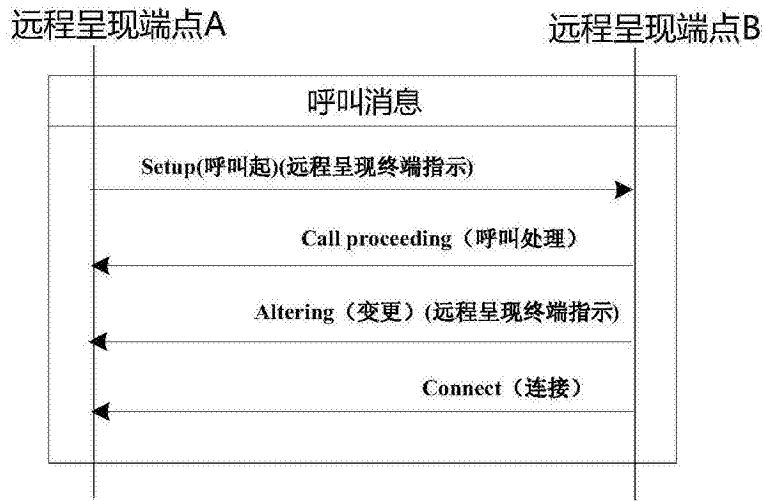 远程呈现端点A
远程呈现端点B
呼叫消息
Setup(呼叫起)(远程呈现终端指示)
Call proceeding（呼叫处理）
Altering（变更）(远程呈现终端指示)
Connect（连接）